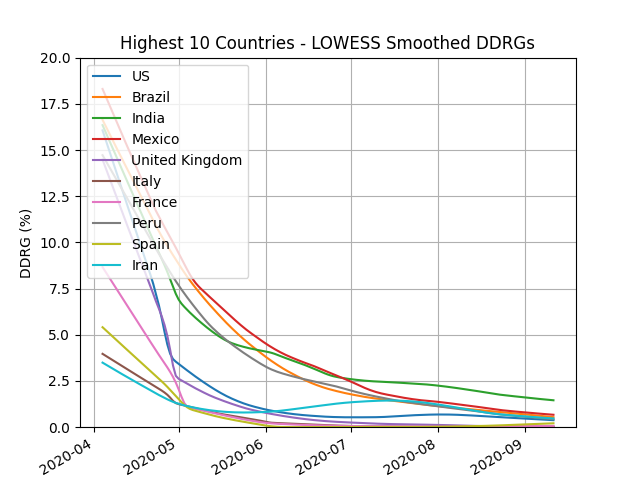 Highest 10 Countries - LOWESS Smoothed DDRGs
DDRG (%)
20.0
17.5
15.0
12.5
10.0
7.5
5.0
2.5
0.0
US
Brazil
India
Mexico
United Kingdom
Italy
France
Peru
Spain
Iran
2020-04
2020-05
2020-06
2020-07
2020-08
2020-09